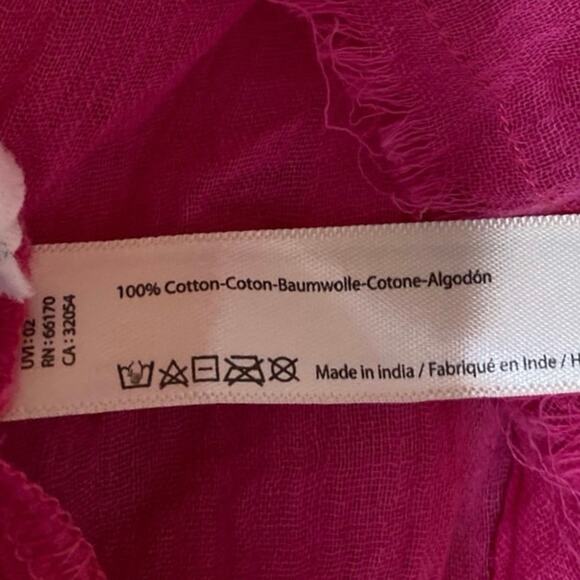 100% Cotton-Coton-Baumwolle-Cotone-Algodón
Made in india / Fabriqué en Inde / H
UVI : 02
RN : 66170
CA : 32054